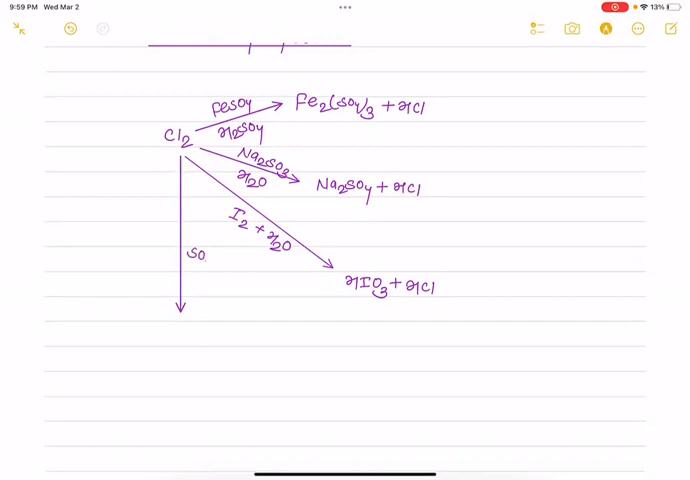 9:59 PM Wed Mar 2
13%
FeSO4
Fe2(SO4)3 + HCl
H2SO4
Cl2
Na2SO3
H2O
Na2SO4 + HCl
I2 + H2O
SO
HIO3 + HCl